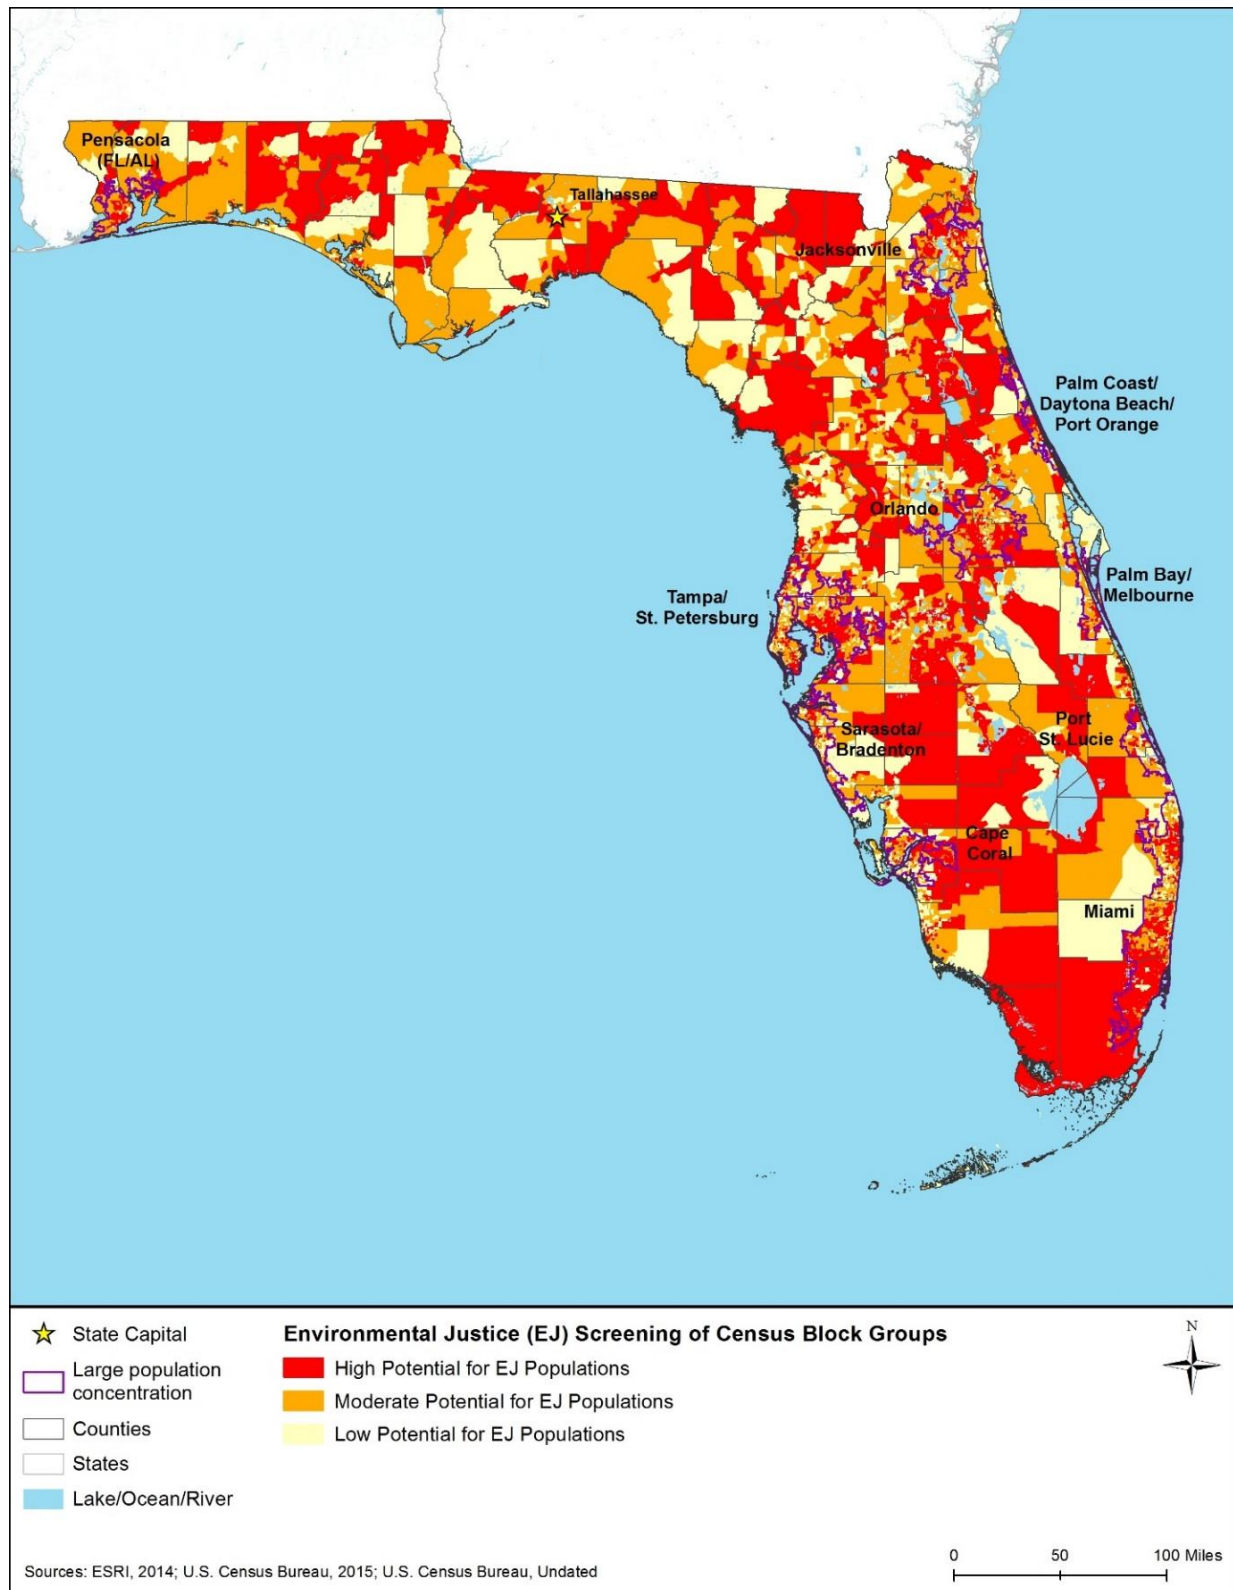 Pensacola
(FL/AL)
Tallahassee
Jacksonville
Palm Coast/
Daytona Beach/
Port Orange
Orlando
Palm Bay/
Melbourne
Tampa/
St. Petersburg
Port
St. Lucie
Sarasota/
Bradenton
Cape
Coral
Miami
State Capital
Large population
concentration
Counties
States
Lake/Ocean/River
Environmental Justice (EJ) Screening of Census Block Groups
High Potential for EJ Populations
Moderate Potential for EJ Populations
Low Potential for EJ Populations
N
Sources: ESRI, 2014; U.S. Census Bureau, 2015; U.S. Census Bureau, Undated
0 50 100 Miles